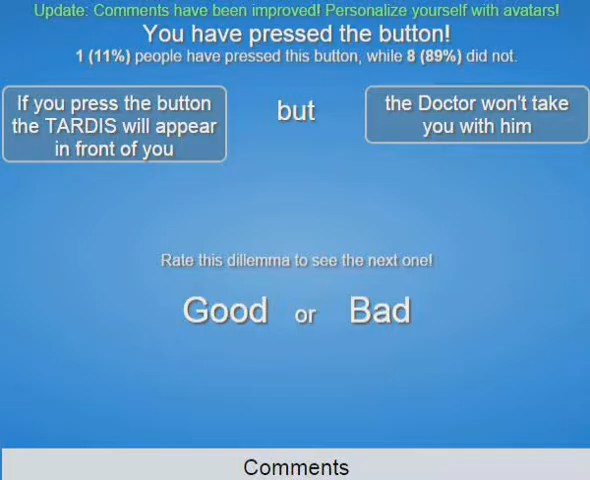 Update: Comments have been improved! Personalize yourself with avatars!
You have pressed the button!
1 (11%) people have pressed this button, while 8 (89%) did not.
If you press the button
the TARDIS will appear
in front of you
but
the Doctor won't take
you with him
Rate this dillemma to see the next one!
Good or Bad
Comments